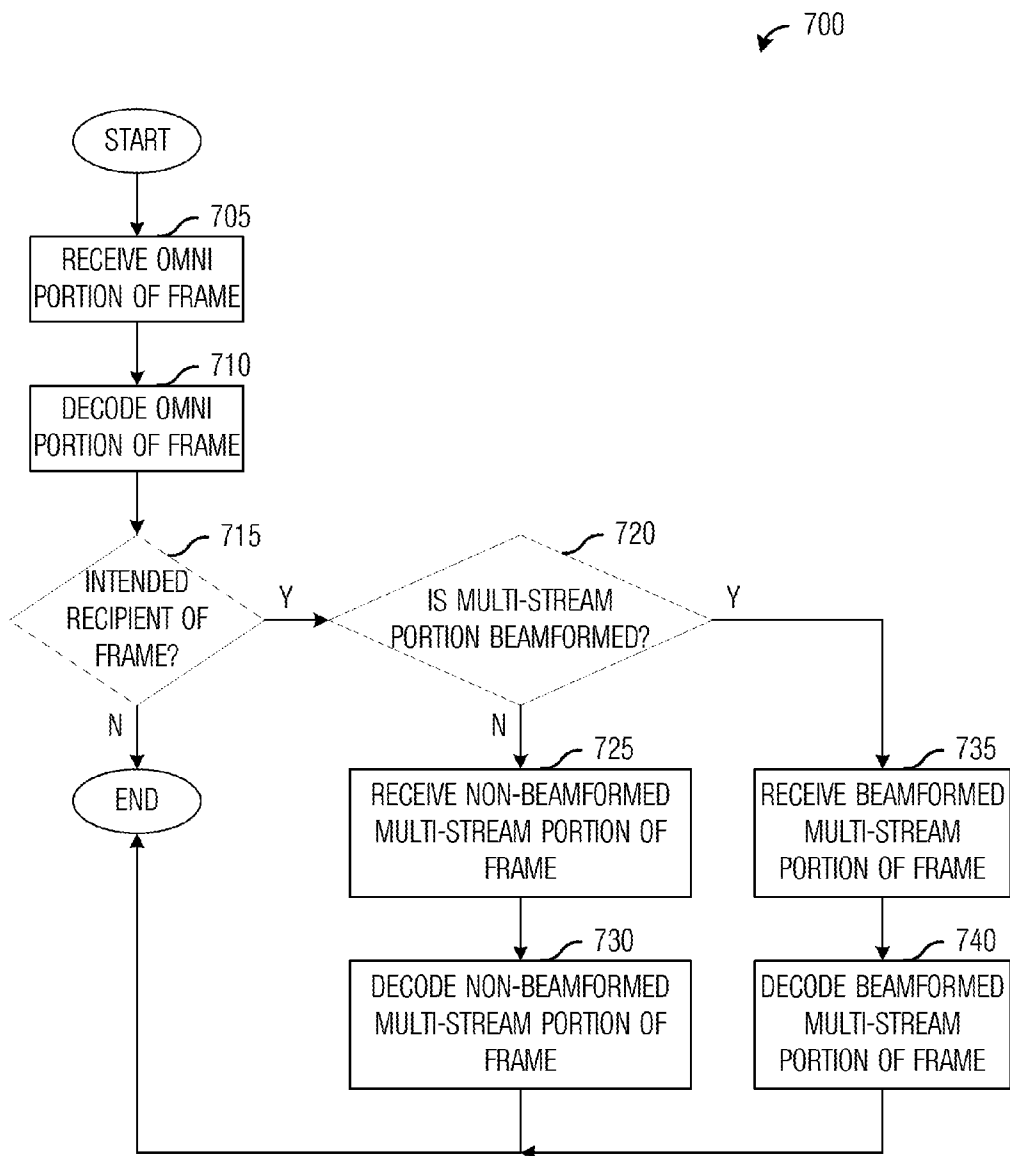 700
START
705
RECEIVE OMNI
PORTION OF FRAME
710
DECODE OMNI
PORTION OF FRAME
715
INTENDED
RECIPIENT OF
FRAME?
Y
N
720
IS MULTI-STREAM
PORTION BEAMFORMED?
Y
N
END
725
RECEIVE NON-BEAMFORMED
MULTI-STREAM PORTION OF
FRAME
735
RECEIVE BEAMFORMED
MULTI-STREAM
PORTION OF FRAME
730
DECODE NON-BEAMFORMED
MULTI-STREAM PORTION OF
FRAME
740
DECODE BEAMFORMED
MULTI-STREAM
PORTION OF FRAME